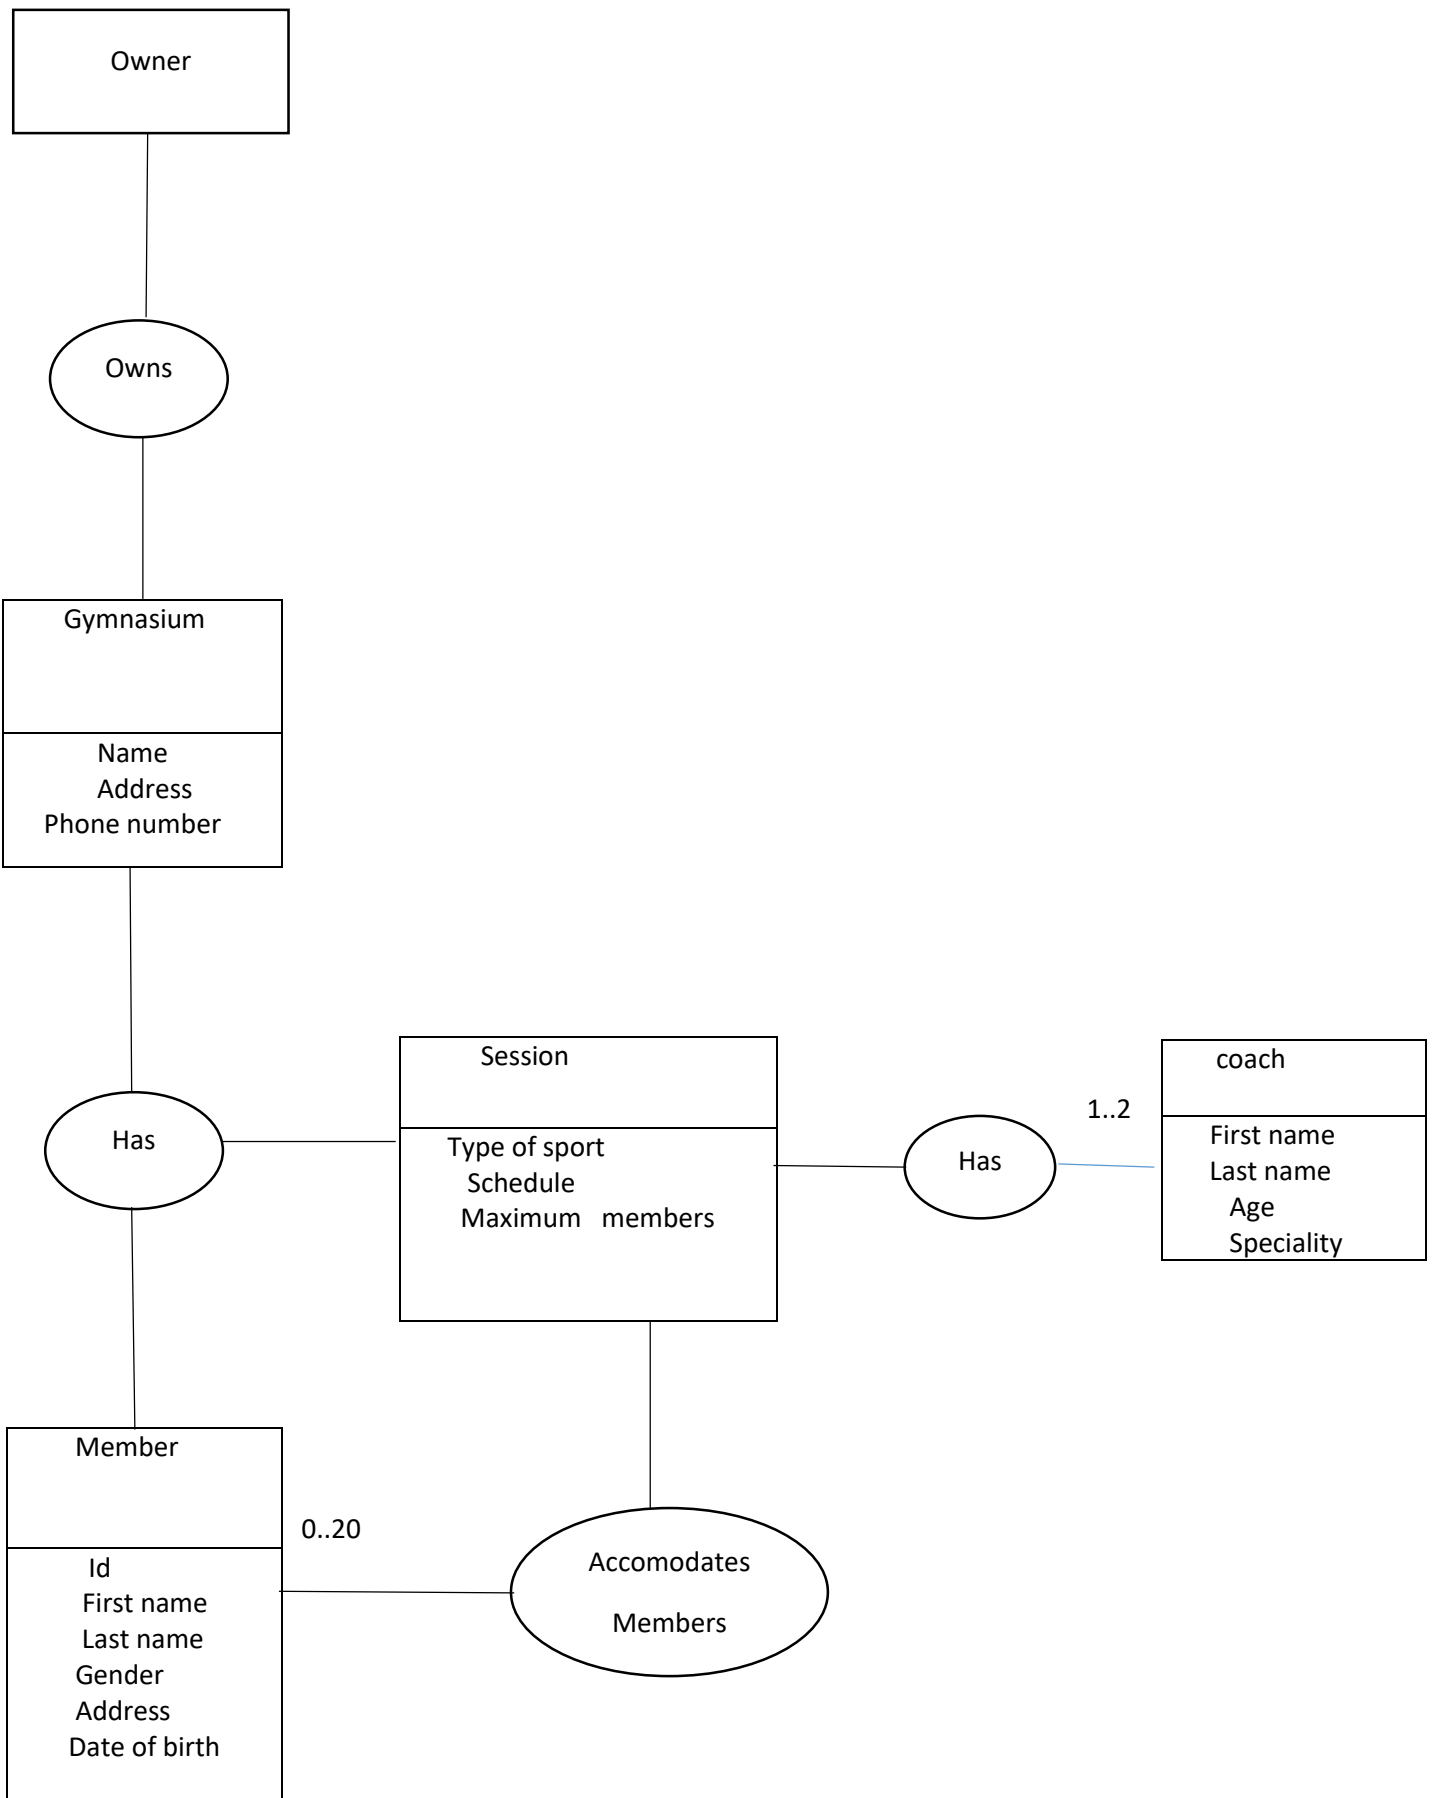 Owner
Owns
Gymnasium
Name
Address
Phone number
Has
Session
Type of sport
Schedule
Maximum members
Has
1..2
coach
First name
Last name
Age
Speciality
Member
Id
First name
Last name
Gender
Address
Date of birth
0..20
Accomodates
Members